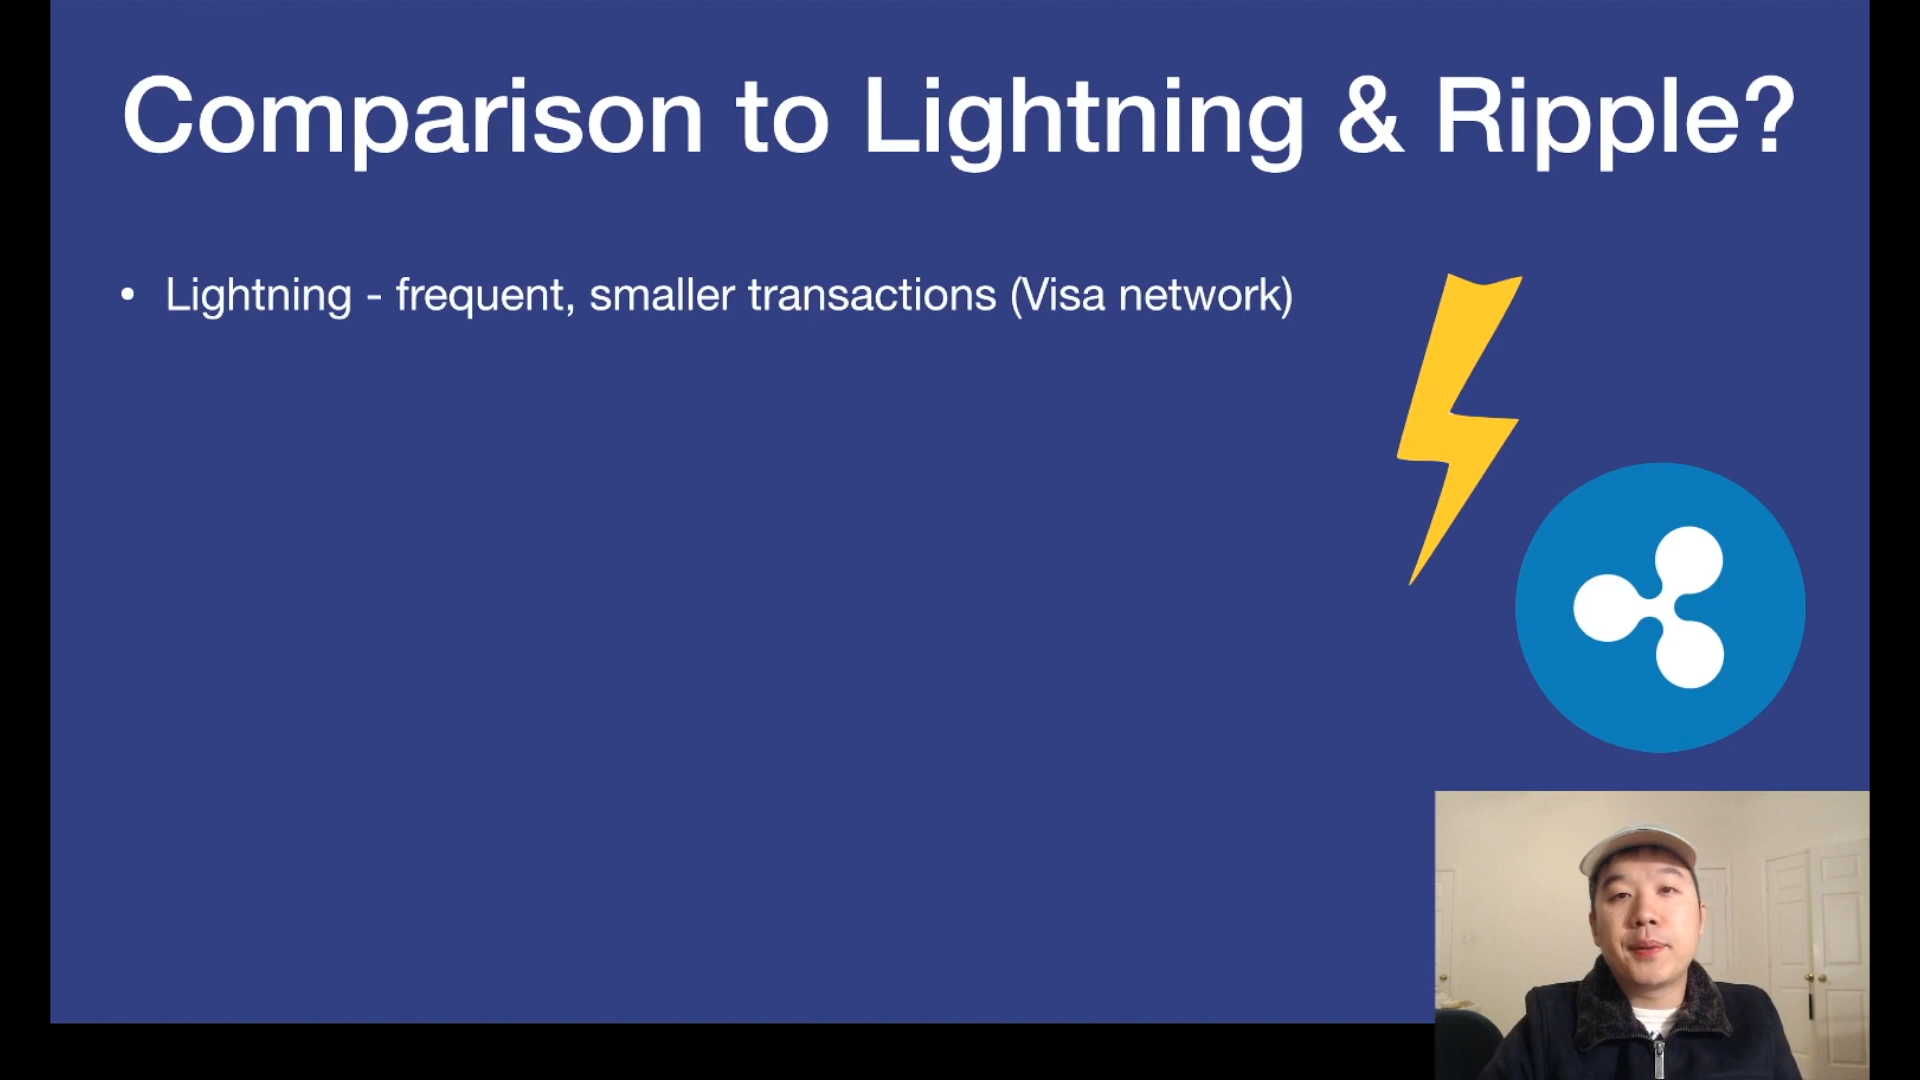 Comparison to Lightning & Ripple?
• Lightning - frequent, smaller transactions (Visa network)